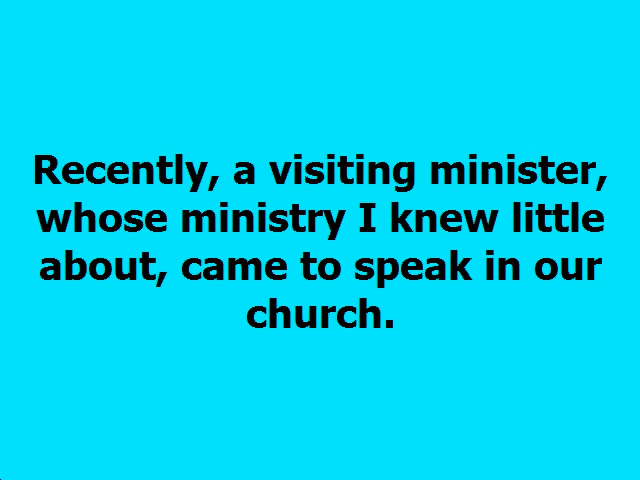 Recently, a visiting minister,
whose ministry I knew little
about, came to speak in our
church.